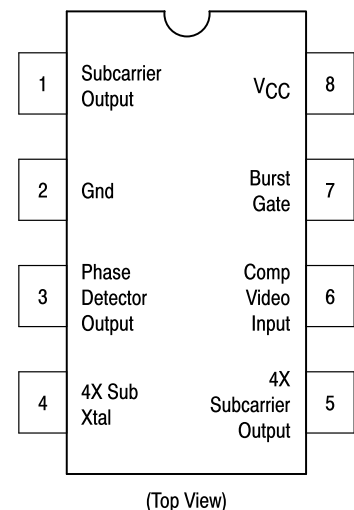 1
Subcarrier
Output
VCC
8
2
Gnd
Burst
Gate
7
3
Phase
Detector
Output
Comp
Video
Input
6
4
4X Sub
Xtal
4X
Subcarrier
Output
5
(Top View)